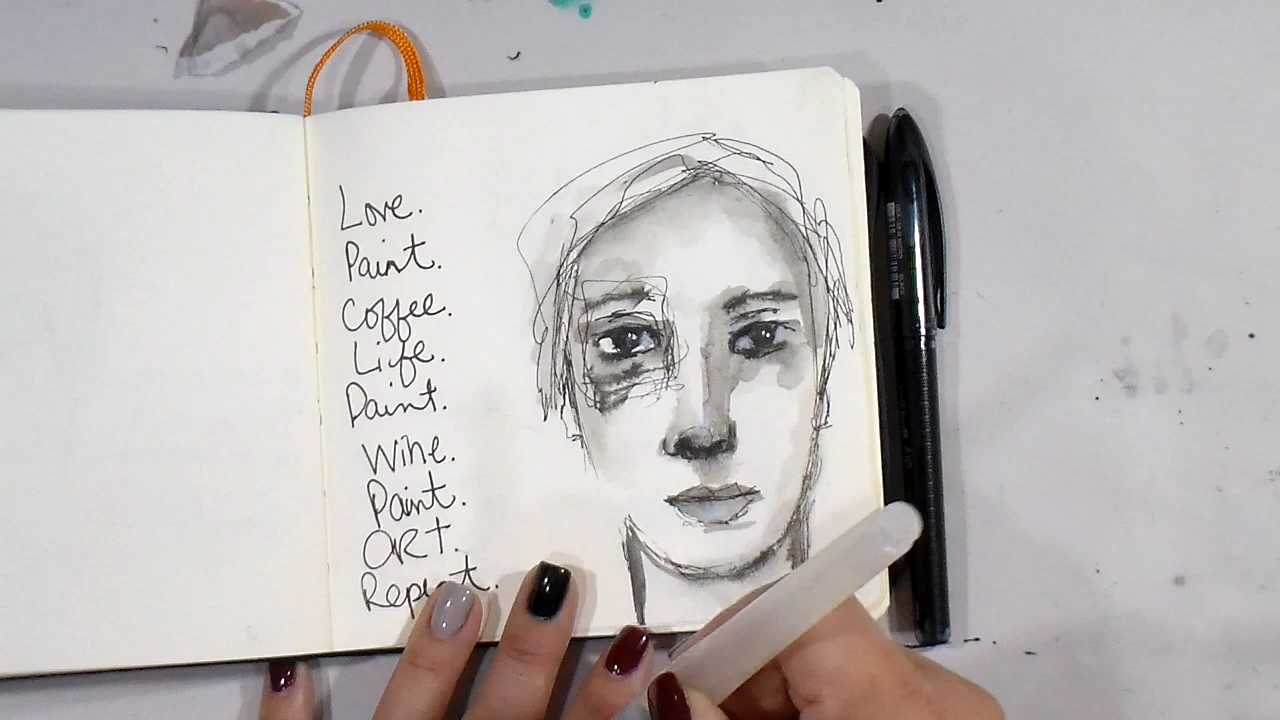 Love.
Paint.
Coffee.
Life.
Paint.
Wine.
Paint.
ART.
Repeat.